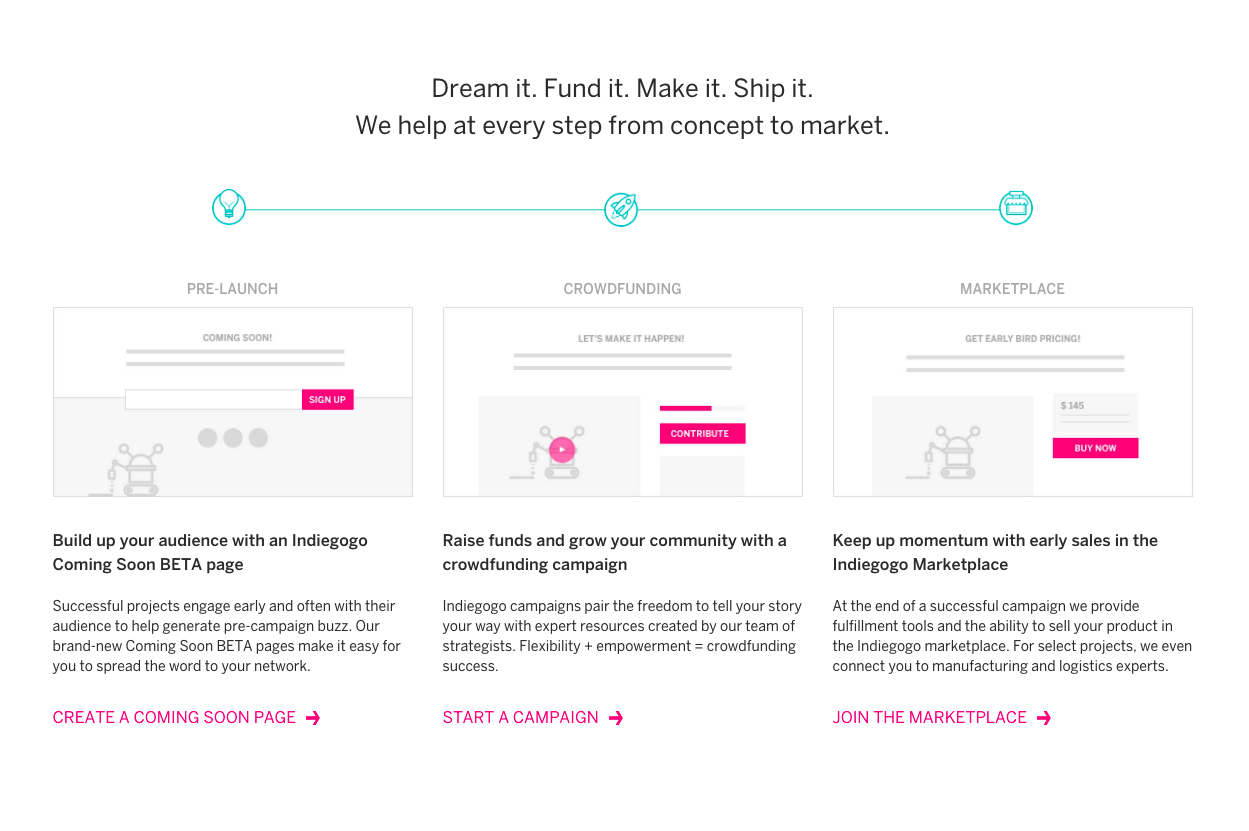 Dream it. Fund it. Make it. Ship it.
We help at every step from concept to market.
PRE-LAUNCH
COMING SOON!
SIGN UP
Build up your audience with an Indiegogo
Coming Soon BETA page
Successful projects engage early and often with their
audience to help generate pre-campaign buzz. Our
brand-new Coming Soon BETA pages make it easy for
you to spread the word to your network.
CREATE A COMING SOON PAGE
CROWDFUNDING
LET'S MAKE IT HAPPEN!
CONTRIBUTE
Raise funds and grow your community with a
crowdfunding campaign
Indiegogo campaigns pair the freedom to tell your story
your way with expert resources created by our team of
strategists. Flexibility + empowerment = crowdfunding
success.
START A CAMPAIGN
MARKETPLACE
GET EARLY BIRD PRICING!
$ 145
BUY NOW
Keep up momentum with early sales in the
Indiegogo Marketplace
At the end of a successful campaign we provide
fulfillment tools and the ability to sell your product in
the Indiegogo marketplace. For select projects, we even
connect you to manufacturing and logistics experts.
JOIN THE MARKETPLACE